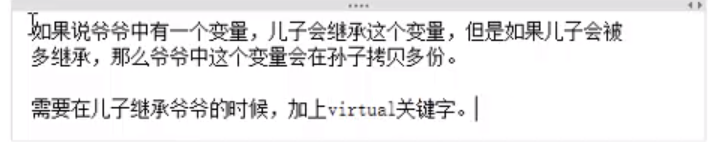 如果说爷爷中有一个变量，儿子会继承这个变量，但是如果儿子会被
多继承，那么爷爷中这个变量会在孙子拷贝多份。
需要在儿子继承爷爷的时候，加上virtual关键字。